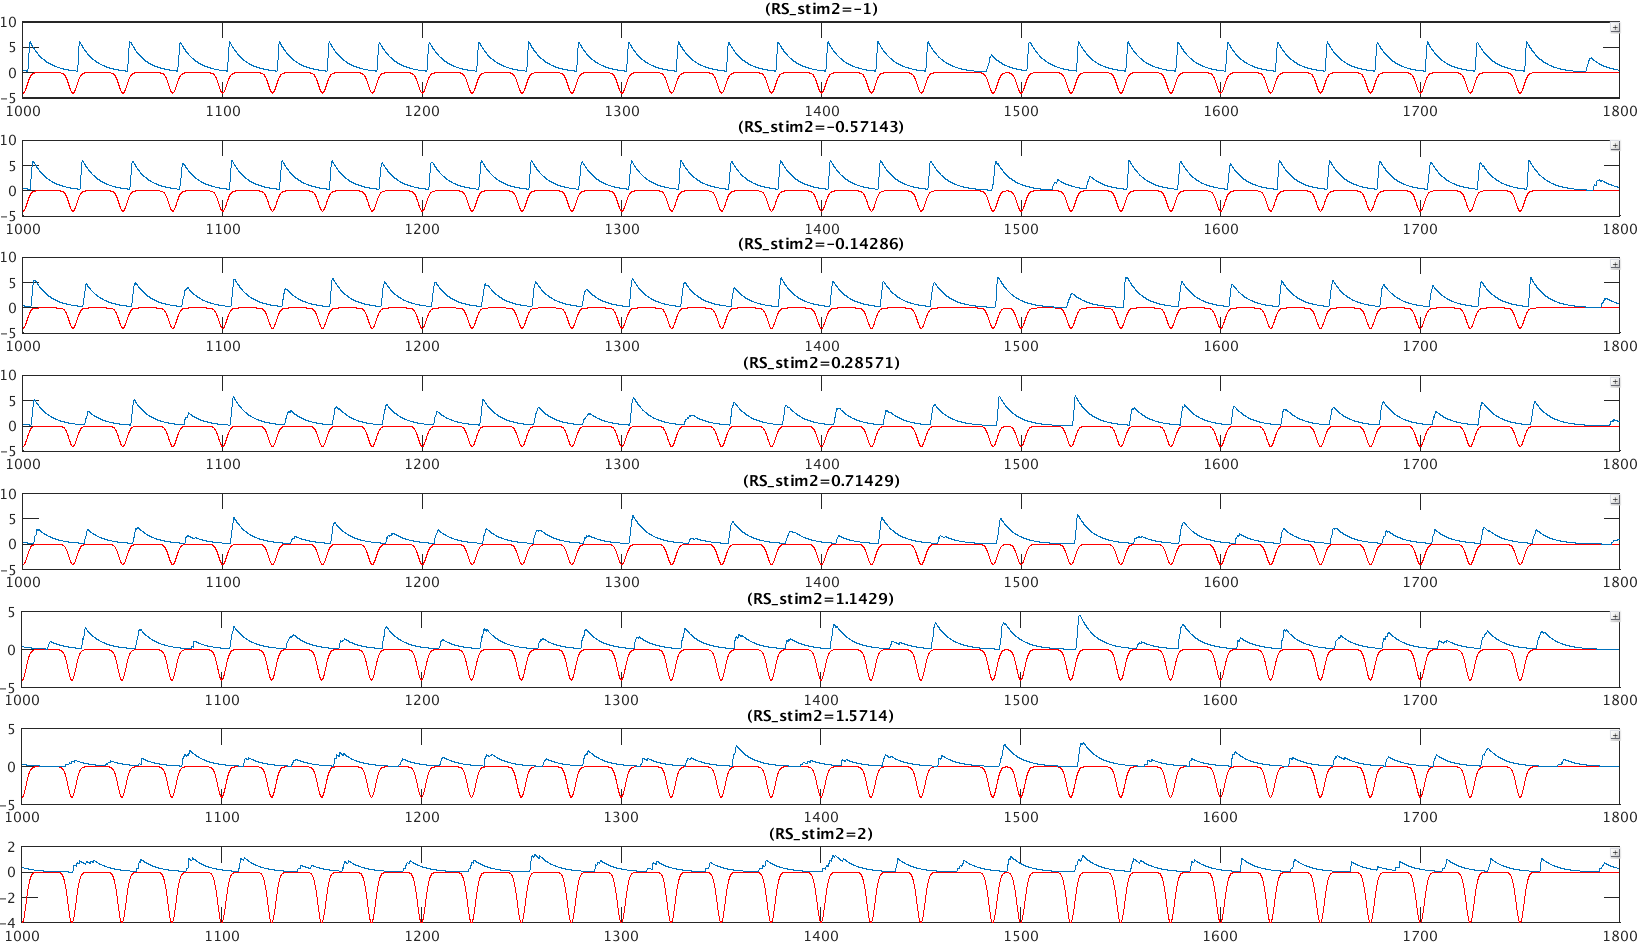 (RS_stim2=-1)
10
5
0
-5
1000 1100 1200 1300 1400 1500 1600 1700 1800
(RS_stim2=-0.57143)
10
5
0
-5
1000 1100 1200 1300 1400 1500 1600 1700 1800
(RS_stim2=-0.14286)
10
5
0
-5
1000 1100 1200 1300 1400 1500 1600 1700 1800
(RS_stim2=0.28571)
10
5
0
-5
1000 1100 1200 1300 1400 1500 1600 1700 1800
(RS_stim2=0.71429)
10
5
0
-5
1000 1100 1200 1300 1400 1500 1600 1700 1800
(RS_stim2=1.1429)
5
0
-5
1000 1100 1200 1300 1400 1500 1600 1700 1800
(RS_stim2=1.5714)
5
0
-5
1000 1100 1200 1300 1400 1500 1600 1700 1800
(RS_stim2=2)
2
0
-2
-4
1000 1100 1200 1300 1400 1500 1600 1700 1800